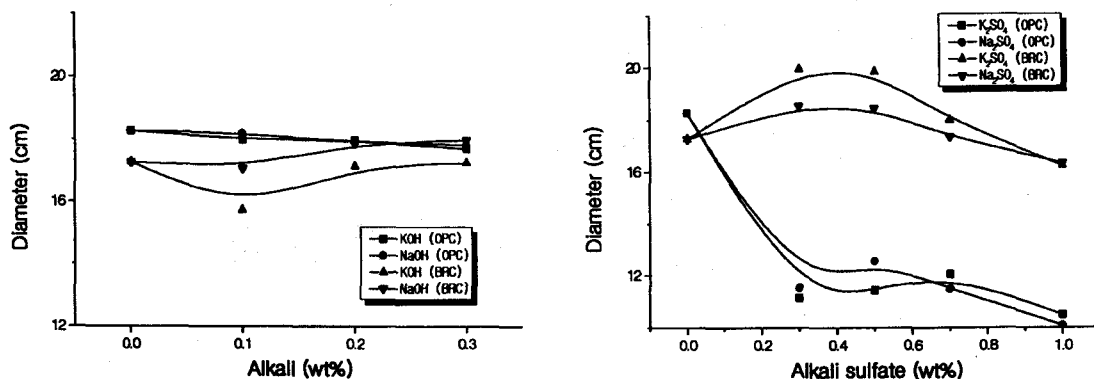 20
16
12
Diameter (cm)
KOH (OPC)
NaOH (OPC)
KOH (BRC)
NaOH (BRC)
0.0 0.1 0.2 0.3
Alkali (wt%)
20
16
12
Diameter (cm)
K₂SO₄ (OPC)
Na₂SO₄ (OPC)
K₂SO₄ (BRC)
Na₂SO₄ (BRC)
0.0 0.2 0.4 0.6 0.8 1.0
Alkali sulfate (wt%)